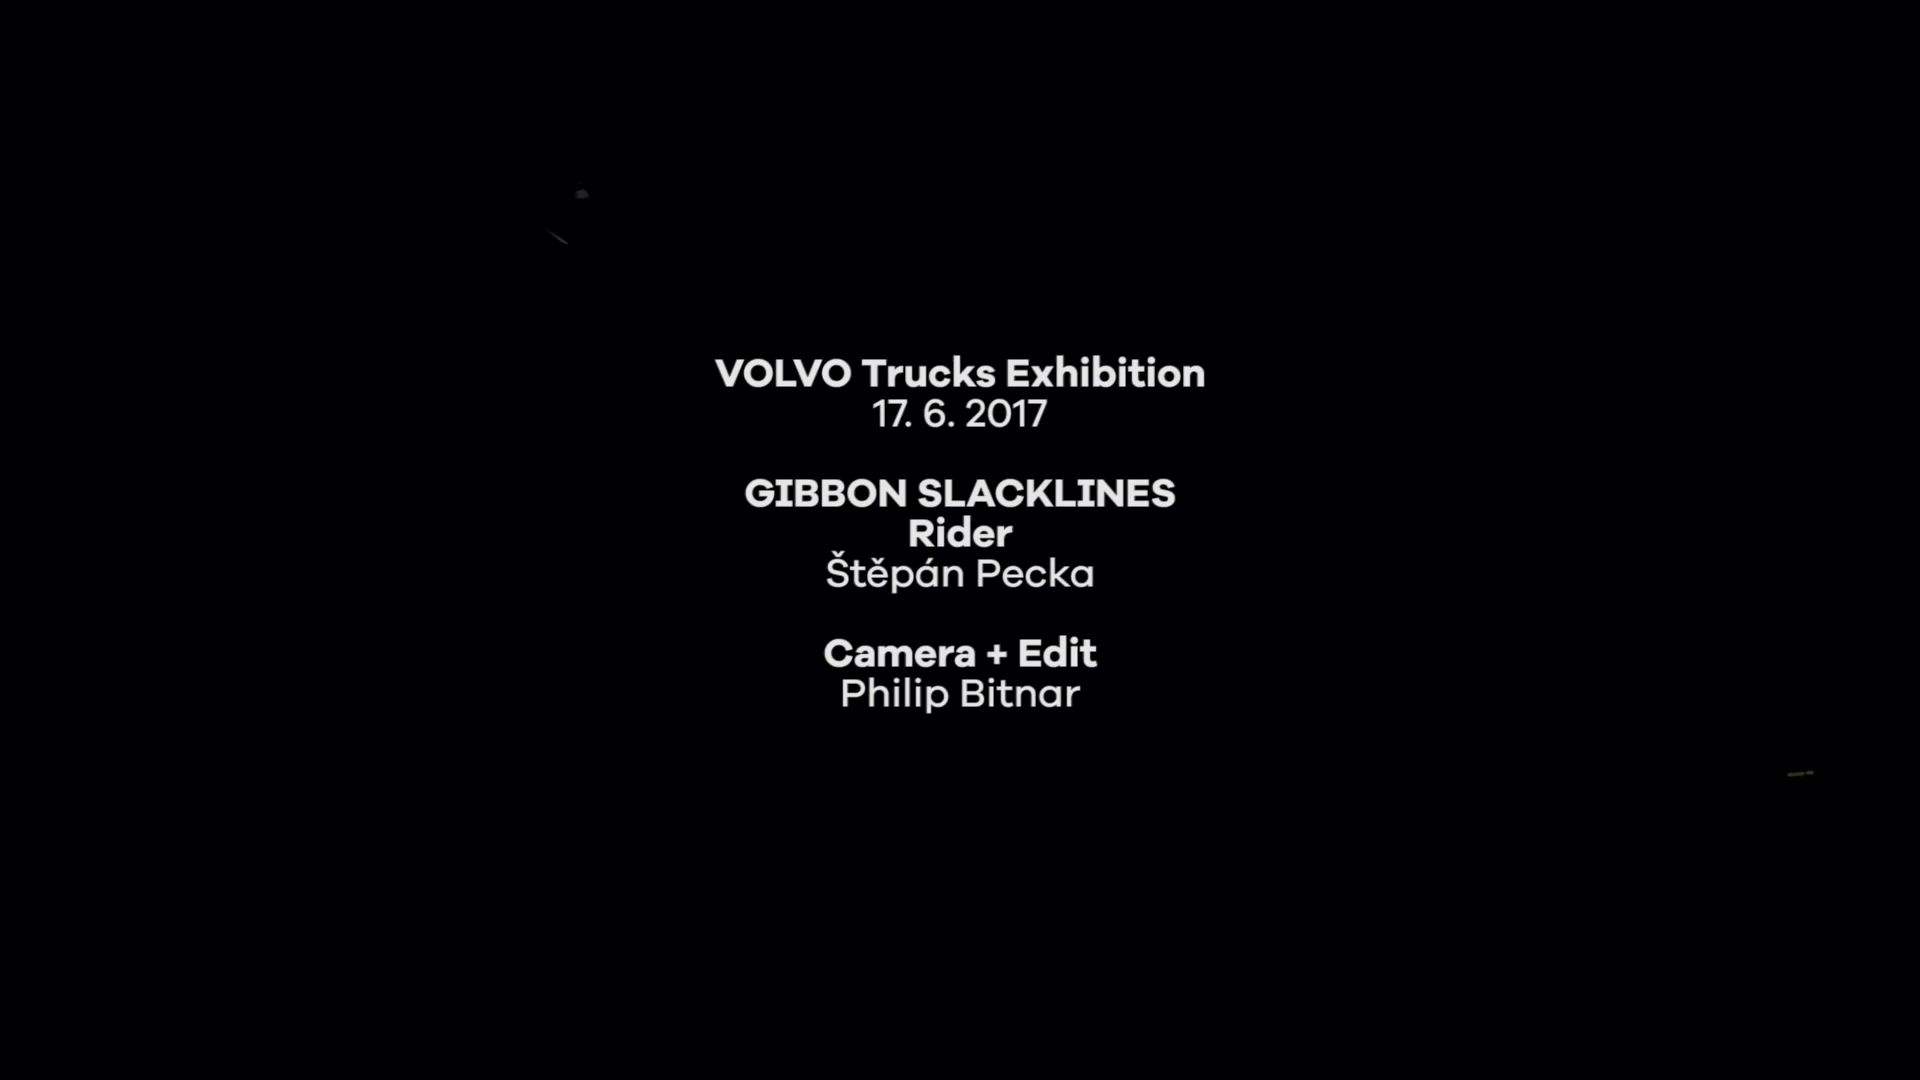 VOLVO Trucks Exhibition
17. 6. 2017
GIBBON SLACKLINES
Rider
Štěpán Pecka
Camera + Edit
Philip Bitnar